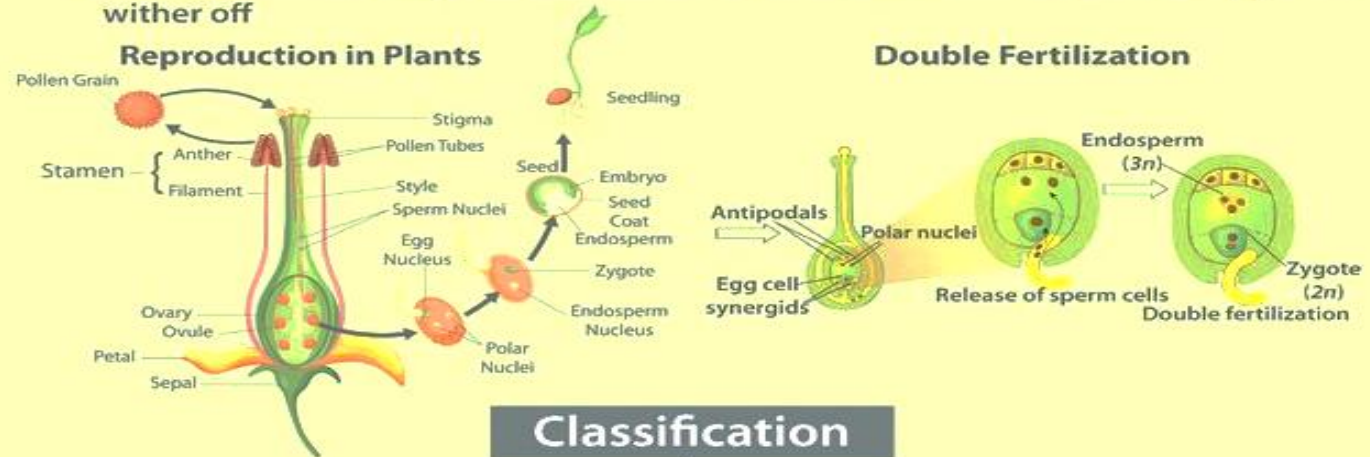 wither off
Reproduction in Plants
Pollen Grain
Stigma
Stamen
Anther
Pollen Tubes
Filament
Style
Sperm Nuclei
Egg
Nucleus
Ovary
Ovule
Petal
Sepal
Polar
Nuclei
Zygote
Endosperm
Nucleus
Seed
Embryo
Seed
Coat
Endosperm
Seedling
Double Fertilization
Antipodals
Polar nuclei
Egg cell
synergids
Release of sperm cells
Endosperm
(3n)
Zygote
(2n)
Double fertilization
Classification